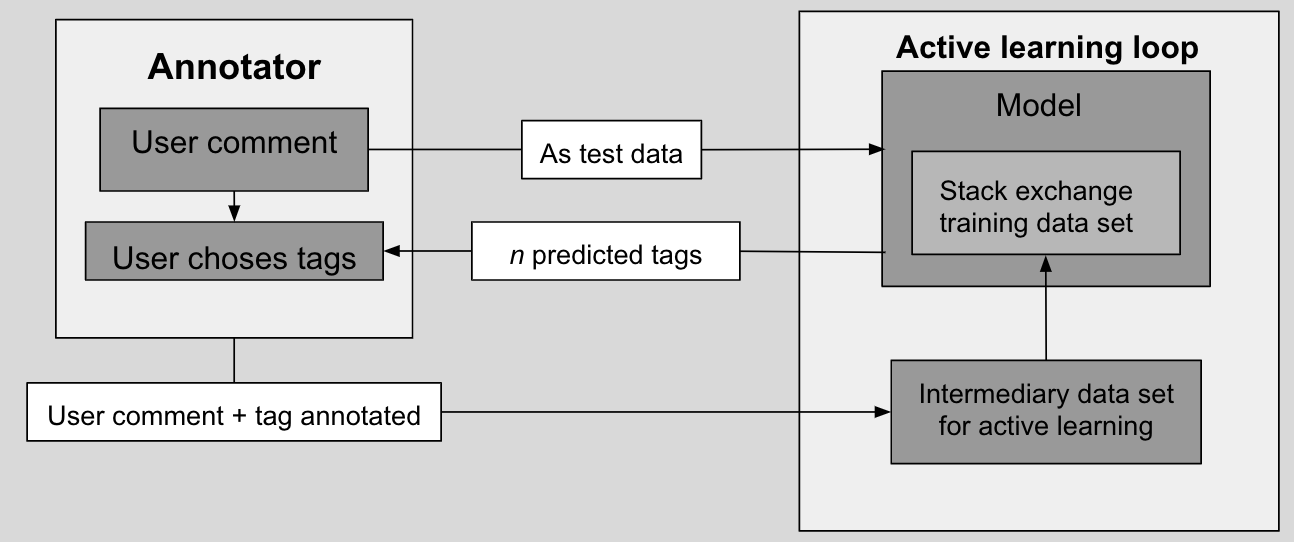 Annotator
User comment
User choses tags
As test data
n predicted tags
User comment + tag annotated
Active learning loop
Model
Stack exchange
training data set
Intermediary data set
for active learning